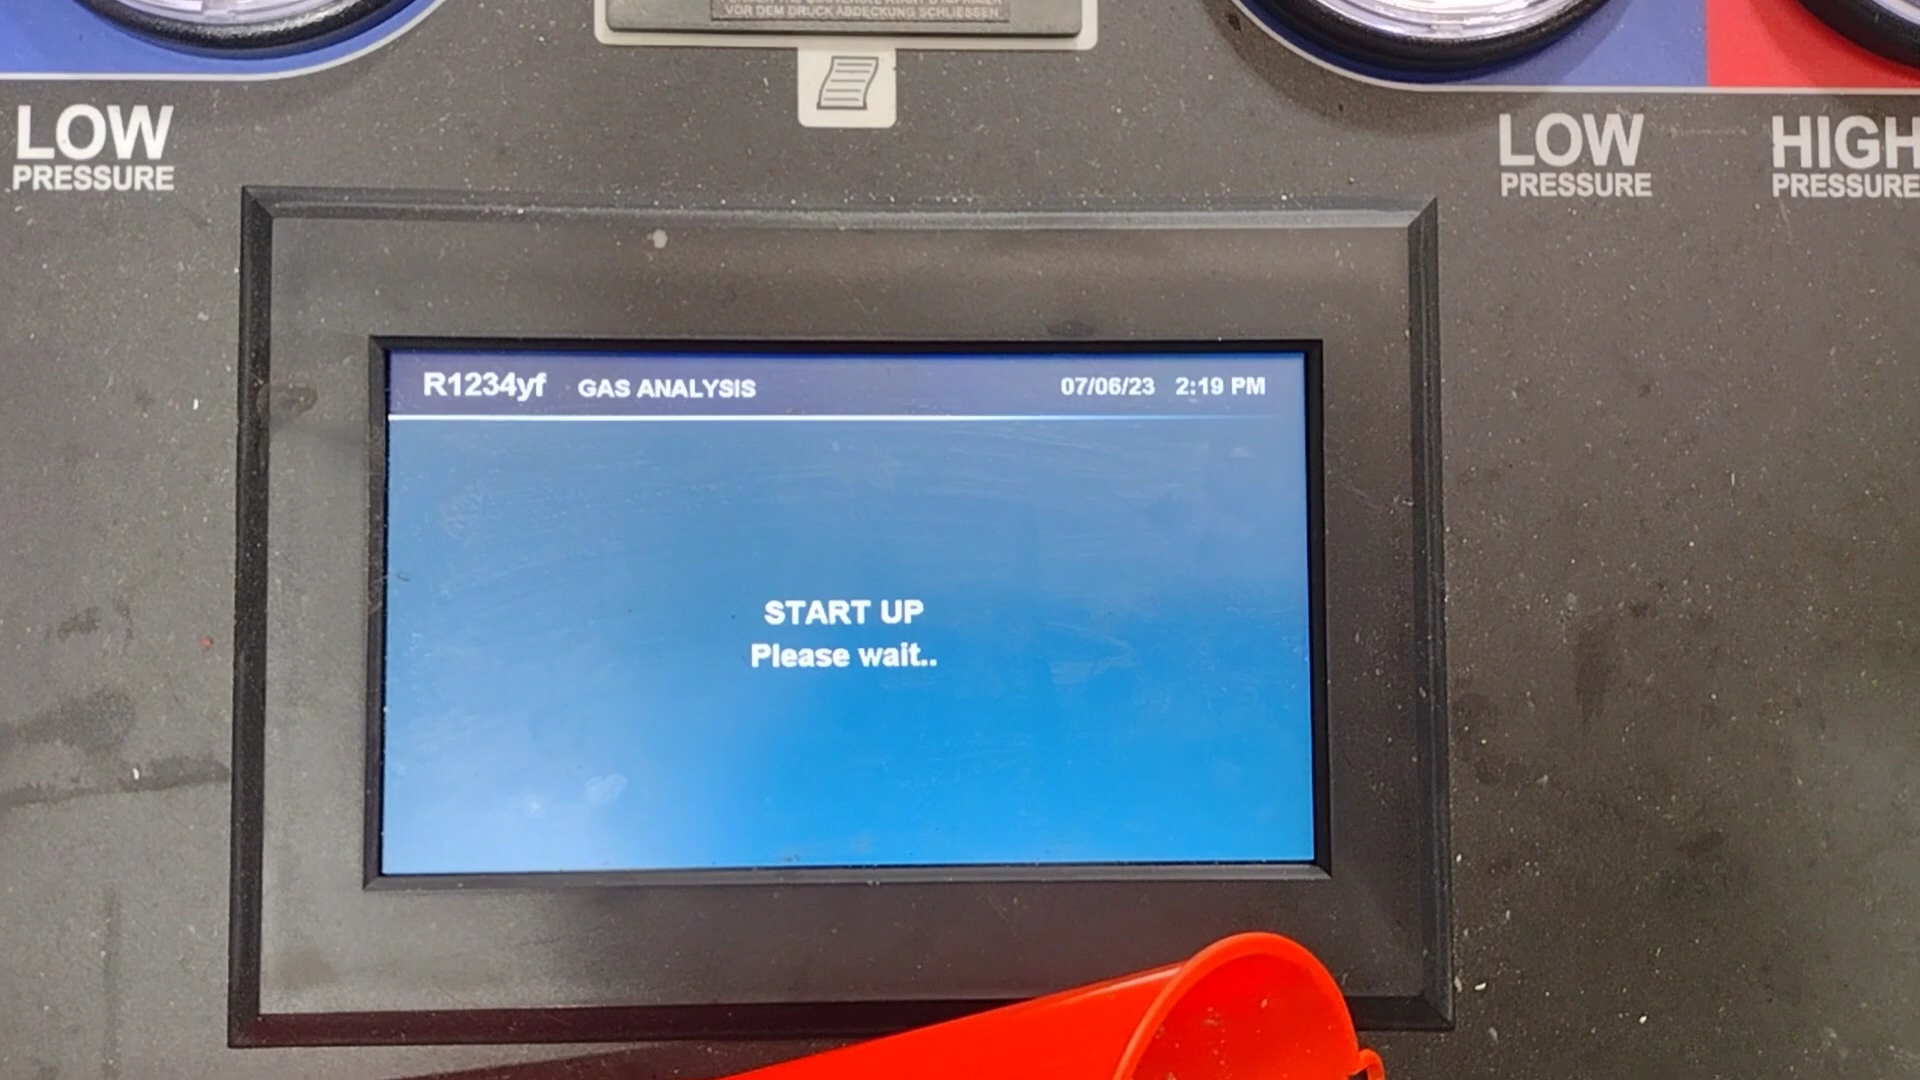 VOR DEM DRUCK ABDECKUNG SCHLIESSEN
LOW
PRESSURE
LOW
PRESSURE
HIGH
PRESSURE
R1234yf GAS ANALYSIS 07/06/23 2:19 PM
START UP
Please wait..